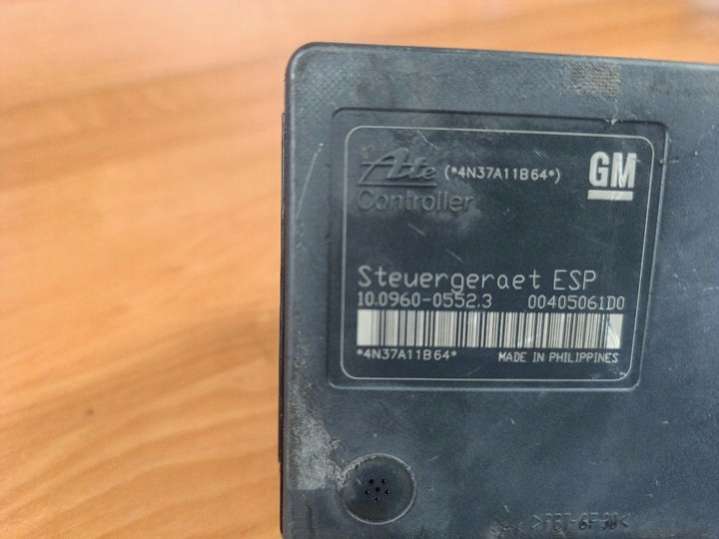 Ate (*4N37A11B64*) GM
Controller
Steuergeraet ESP
10.0960-0552.3 00405061D0
*4N37A11B64* MADE IN PHILIPPINES